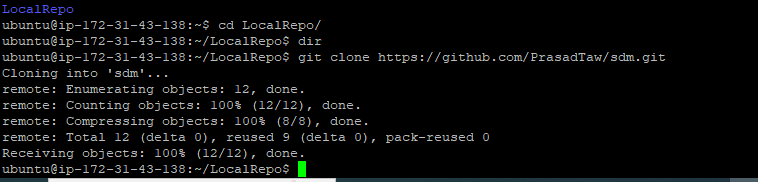 LocalRepo
ubuntu@ip-172-31-43-138:~$ cd LocalRepo/
ubuntu@ip-172-31-43-138:~/LocalRepo$ dir
ubuntu@ip-172-31-43-138:~/LocalRepo$ git clone https://github.com/PrasadTaw/sdm.git
Cloning into 'sdm'...
remote: Enumerating objects: 12, done.
remote: Counting objects: 100% (12/12), done.
remote: Compressing objects: 100% (8/8), done.
remote: Total 12 (delta 0), reused 9 (delta 0), pack-reused 0
Receiving objects: 100% (12/12), done.
ubuntu@ip-172-31-43-138:~/LocalRepo$